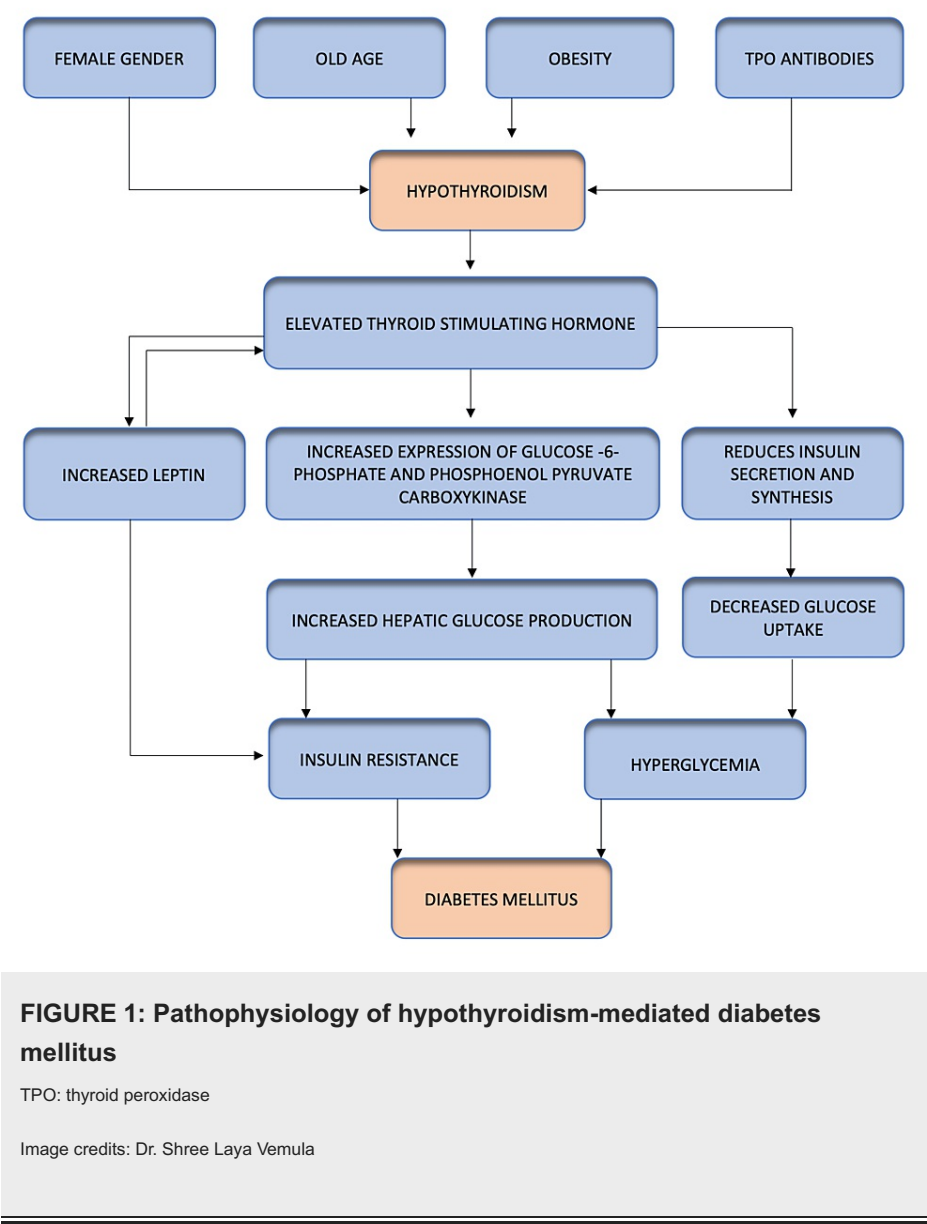 FEMALE GENDER
OLD AGE
OBESITY
TPO ANTIBODIES
HYPOTHYROIDISM
ELEVATED THYROID STIMULATING HORMONE
INCREASED LEPTIN
INCREASED EXPRESSION OF GLUCOSE -6-
PHOSPHATE AND PHOSPHOENOL PYRUVATE
CARBOXYKINASE
REDUCES INSULIN
SECRETION AND
SYNTHESIS
INCREASED HEPATIC GLUCOSE PRODUCTION
DECREASED GLUCOSE
UPTAKE
INSULIN RESISTANCE
HYPERGLYCEMIA
DIABETES MELLITUS
FIGURE 1: Pathophysiology of hypothyroidism-mediated diabetes
mellitus
TPO: thyroid peroxidase
Image credits: Dr. Shree Laya Vemula